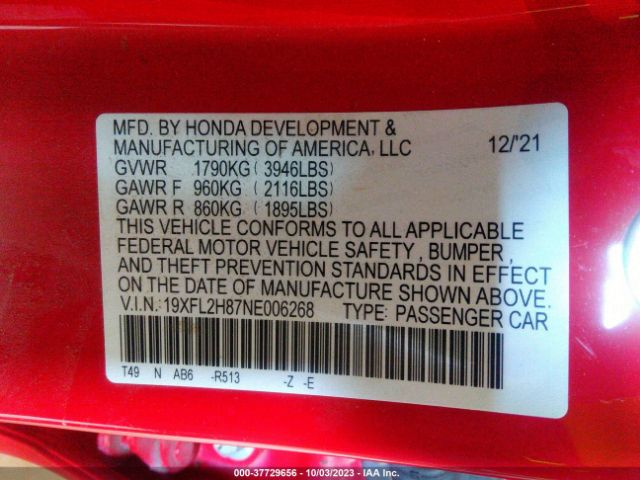 MFD. BY HONDA DEVELOPMENT &
MANUFACTURING OF AMERICA, LLC 12/'21
GVWR 1790KG ( 3946LBS)
GAWR F 960KG ( 2116LBS)
GAWR R 860KG ( 1895LBS)
THIS VEHICLE CONFORMS TO ALL APPLICABLE
FEDERAL MOTOR VEHICLE SAFETY , BUMPER ,
AND THEFT PREVENTION STANDARDS IN EFFECT
ON THE DATE OF MANUFACTURE SHOWN ABOVE.
V.I.N.: 19XFL2H87NE006268 TYPE: PASSENGER CAR
T49 N AB6 -R513 -Z -E
000-37729656 - 10/03/2023 - IAA Inc.